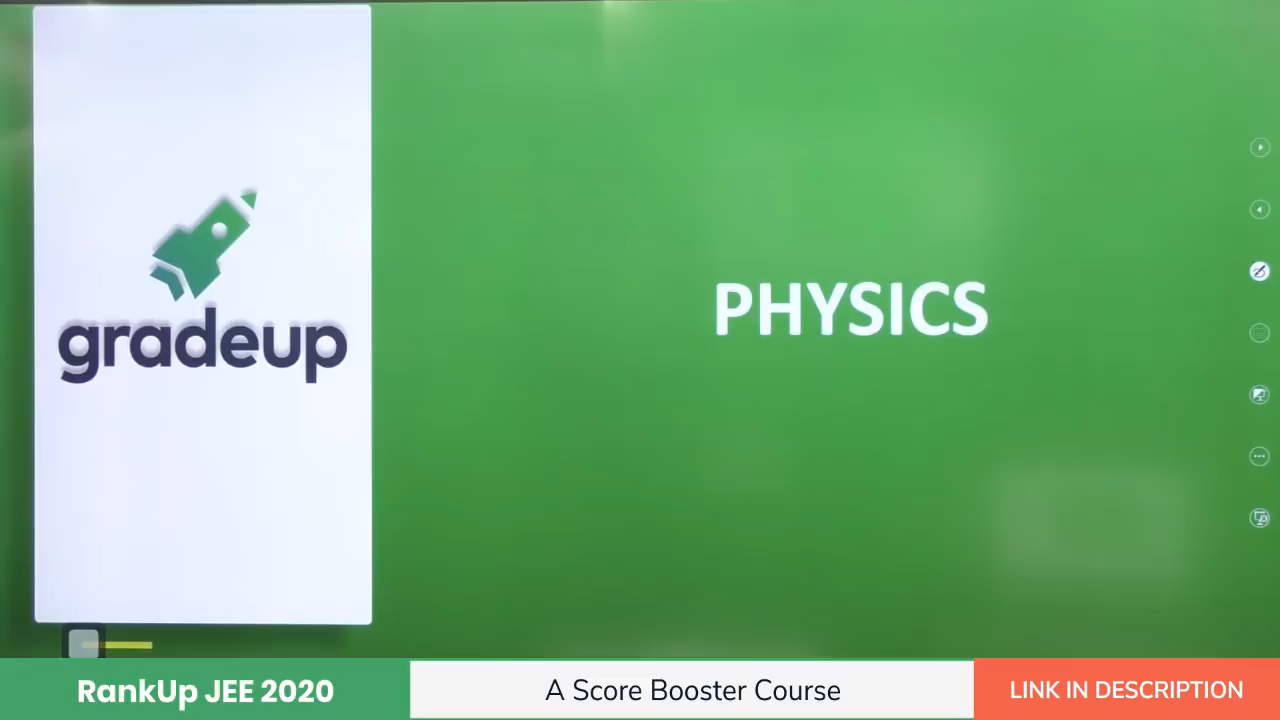 gradeup
PHYSICS
RankUp JEE 2020
A Score Booster Course
LINK IN DESCRIPTION